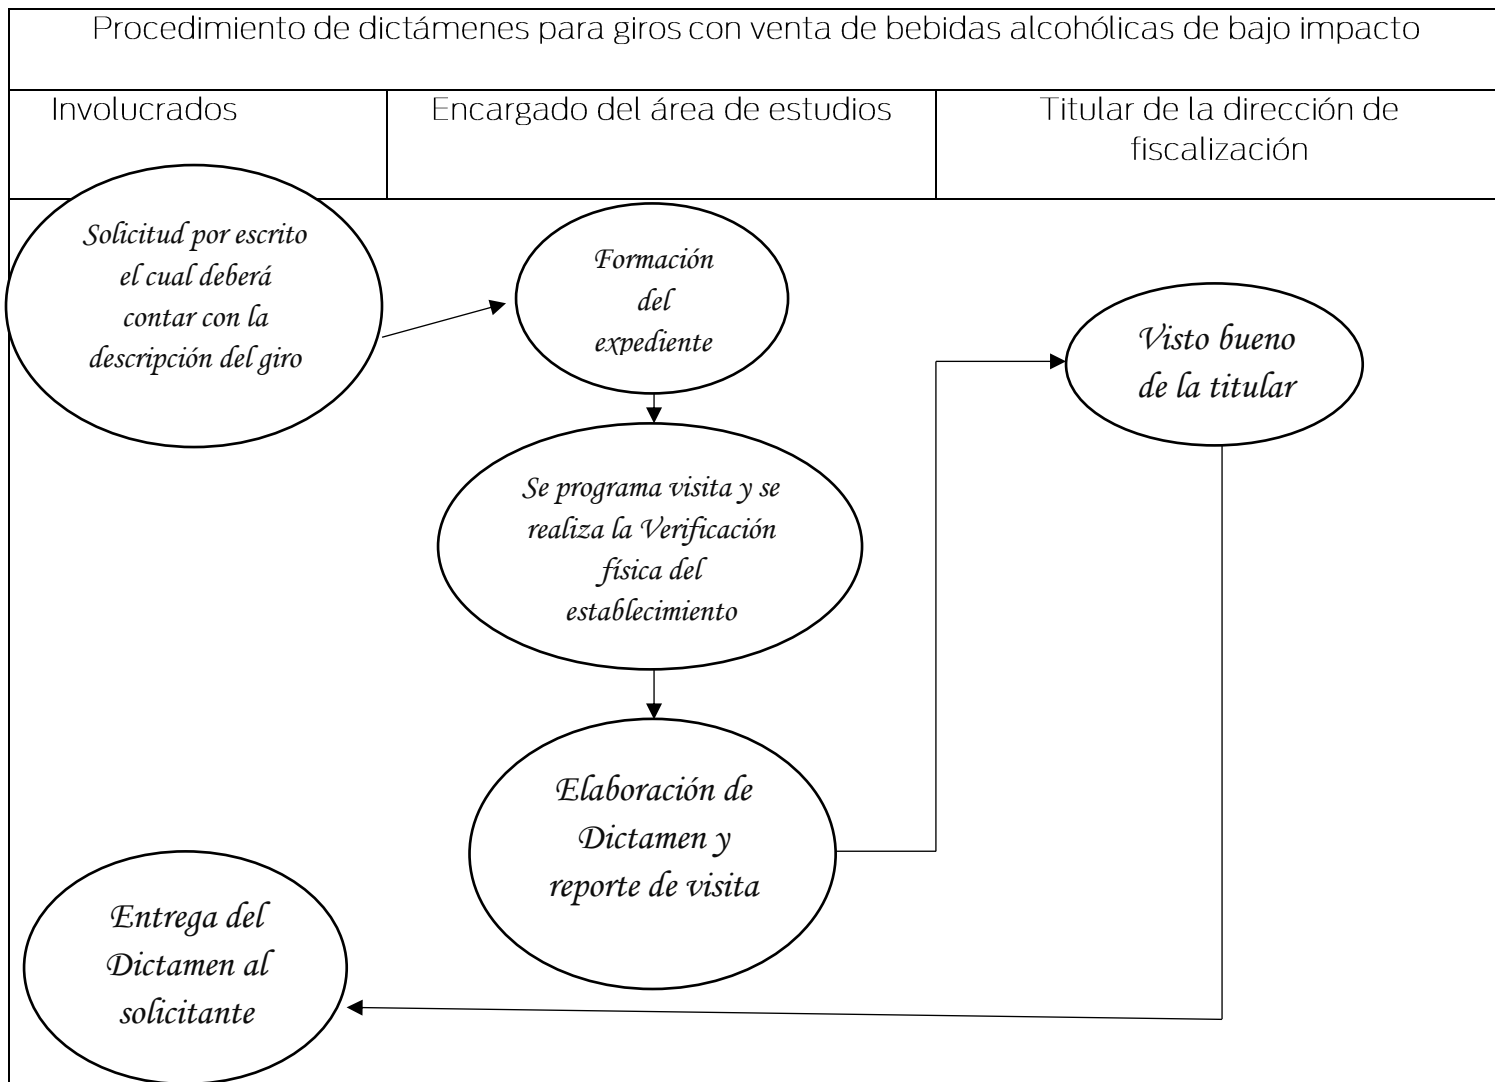 Procedimiento de dictámenes para giros con venta de bebidas alcohólicas de bajo impacto
Involucrados
Encargado del área de estudios
Titular de la dirección de
fiscalización
Solicitud por escrito
el cual deberá
contar con la
descripción del giro
Formación
del
expediente
Visto bueno
de la titular
Se programa visita y se
realiza la Verificación
física del
establecimiento
Elaboración de
Dictamen y
reporte de visita
Entrega del
Dictamen al
solicitante